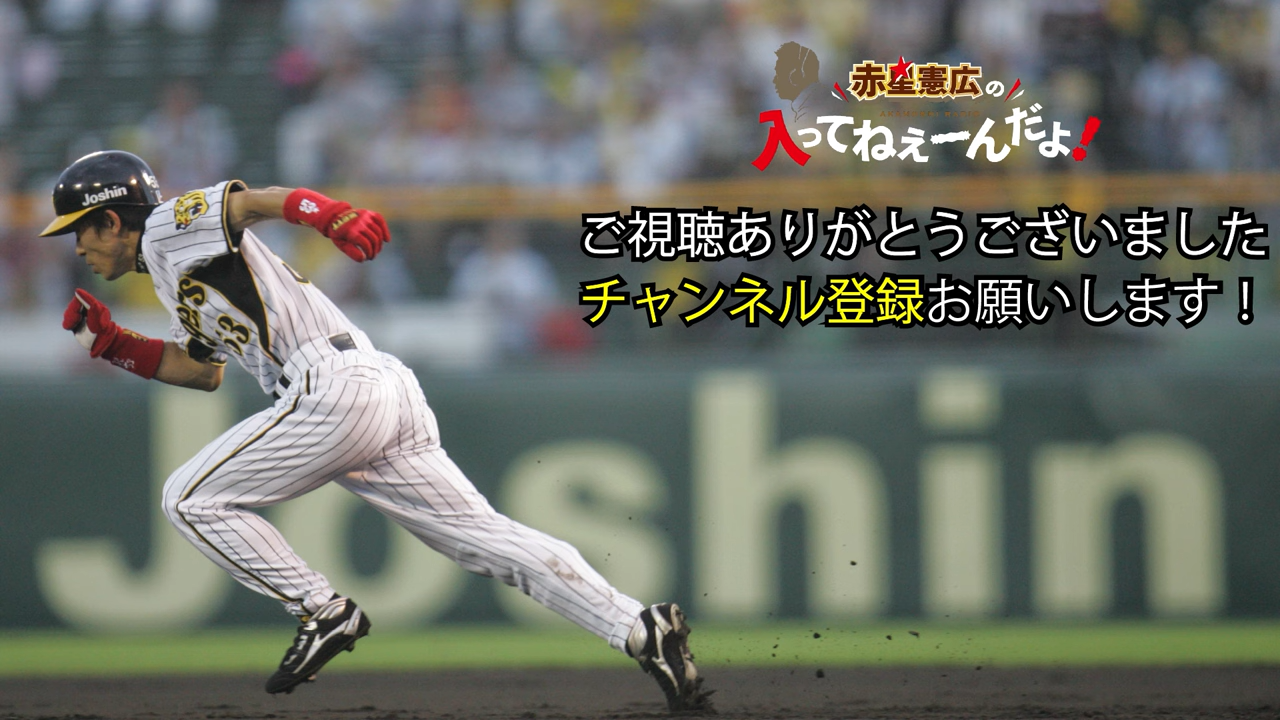 赤星憲広の
入ってねぇーんだよ!
ご視聴ありがとうございました
チャンネル登録お願いします！
Joshin
53
Joshin